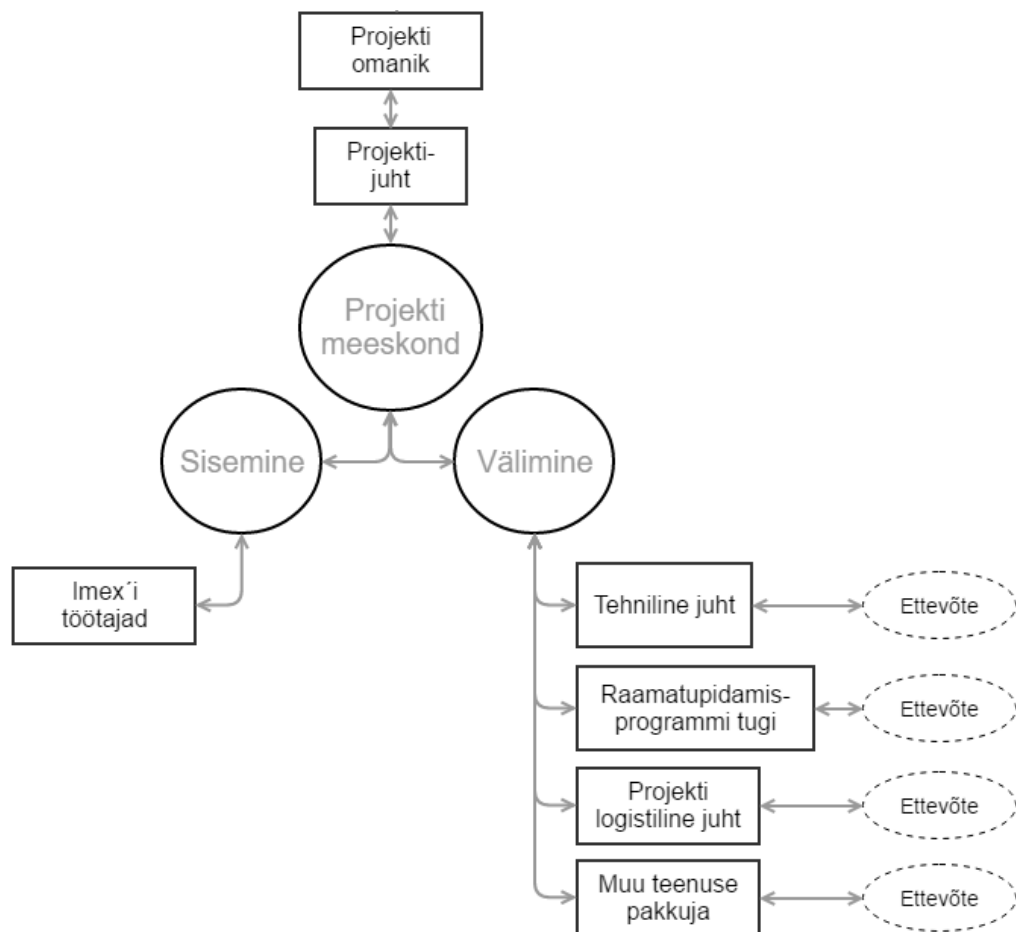 Projekti
omanik
Projekti-
juht
Projekti
meeskond
Sisemine
Välimine
Imex´i
töötajad
Tehniline juht
Ettevõte
Raamatupidamis-
programmi tugi
Ettevõte
Projekti
logistiline juht
Ettevõte
Muu teenuse
pakkuja
Ettevõte